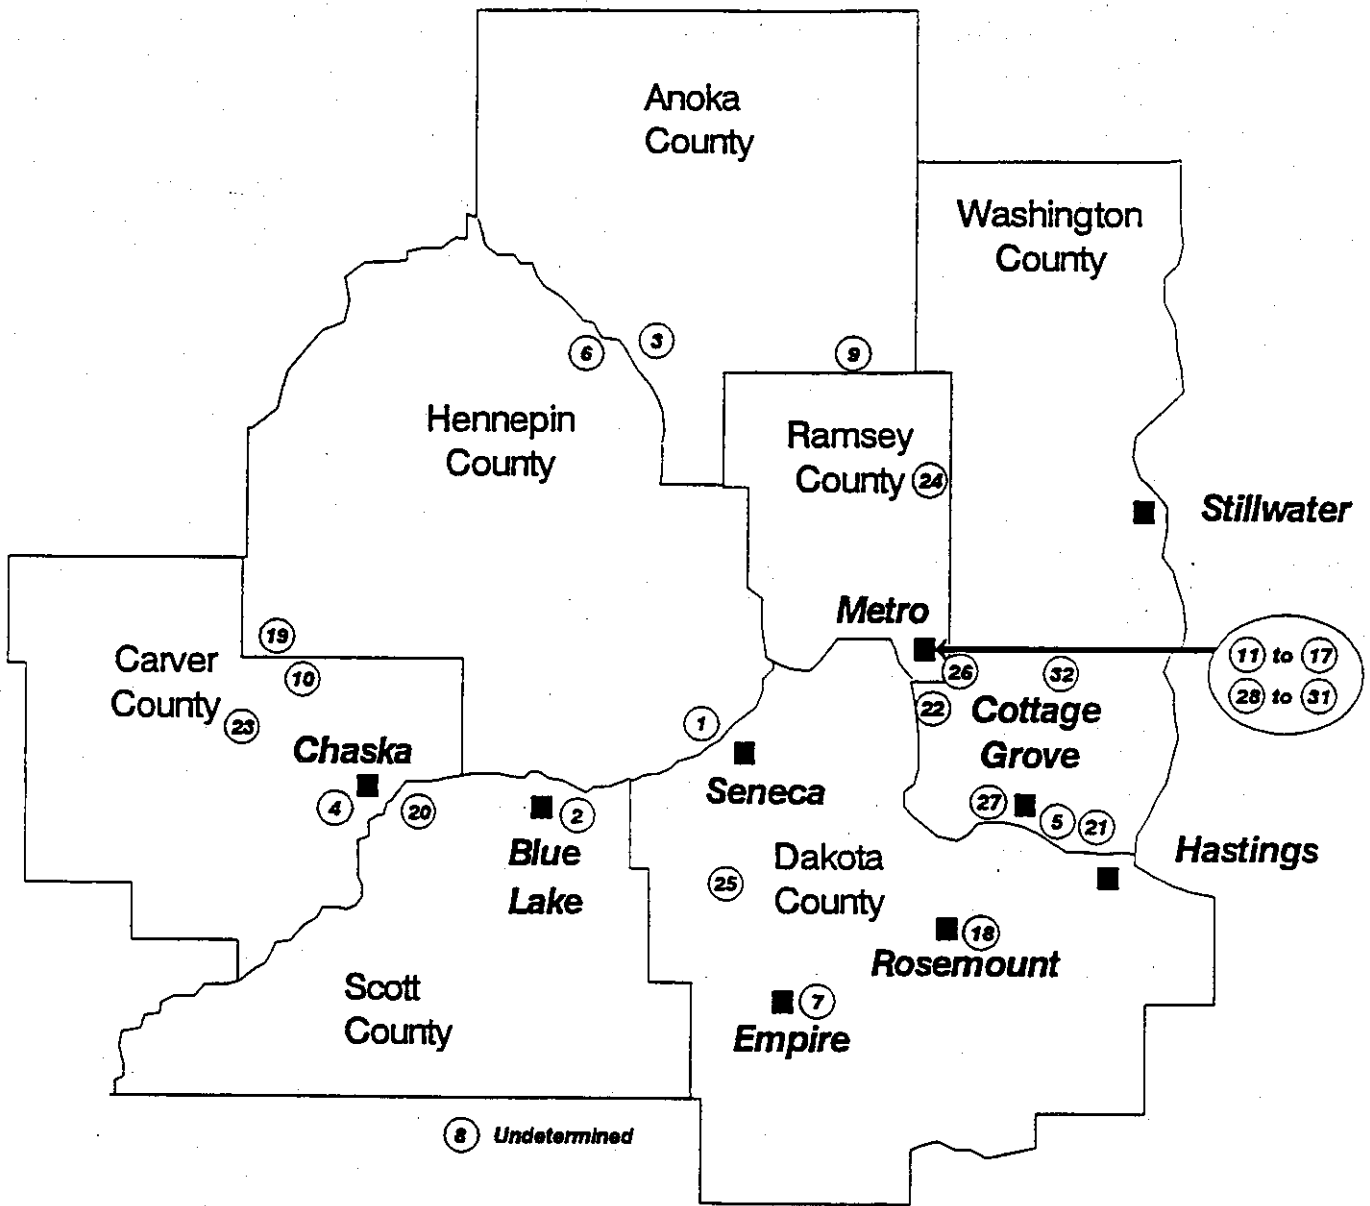 Anoka
County
Washington
County
6
3
9
Hennepin
County
Ramsey
County
24
Stillwater
Metro
19
Carver
County
10
23
26
32
11 to 17
28 to 31
1
22
Cottage
Grove
Chaska
4
20
2
Blue
Lake
Seneca
27
5
21
Hastings
25
Dakota
County
18
Rosemount
Scott
County
7
Empire
8 Undetermined